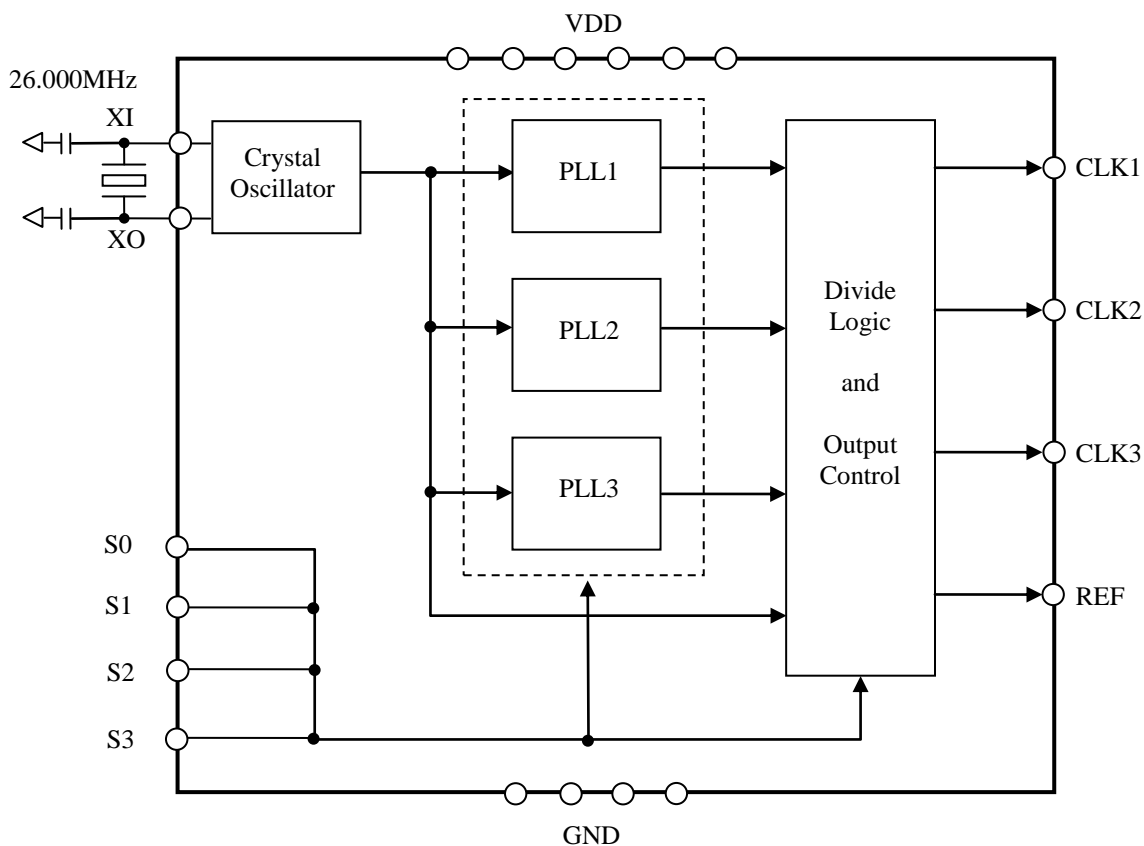 VDD
26.000MHz
XI
XO
Crystal
Oscillator
PLL1
PLL2
PLL3
Divide
Logic
and
Output
Control
CLK1
CLK2
CLK3
REF
S0
S1
S2
S3
GND